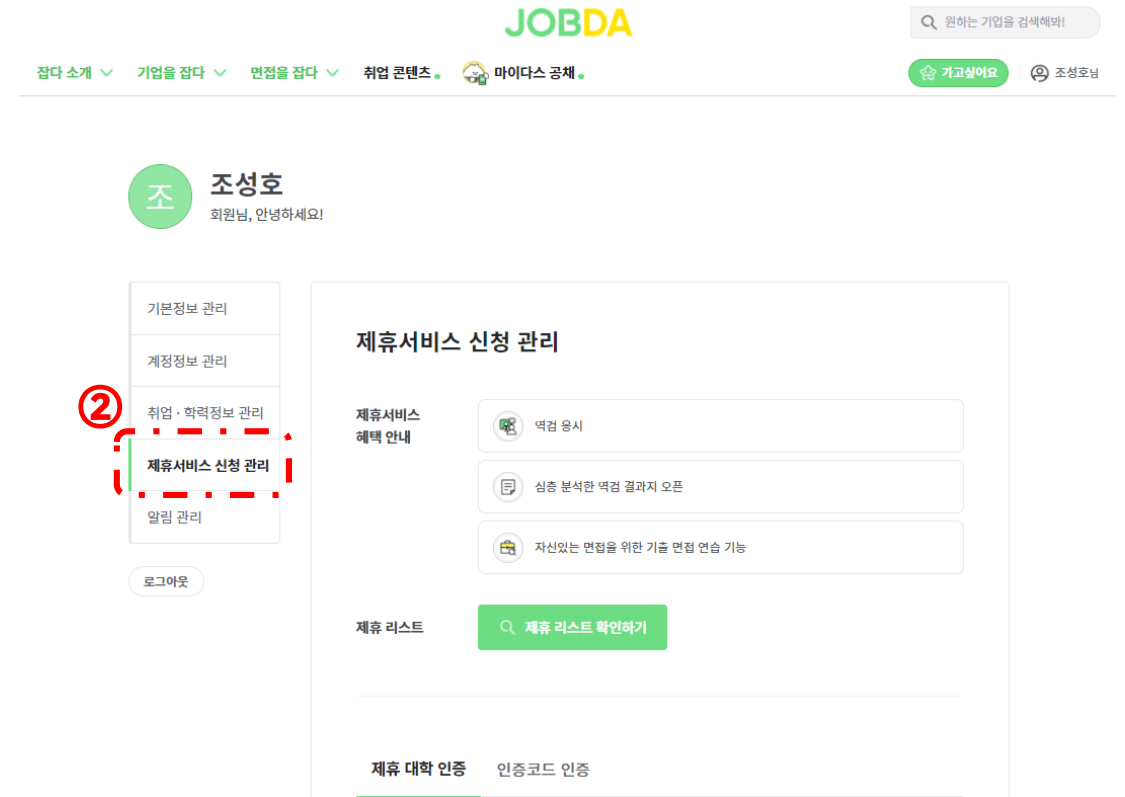 JOBDA
원하는 기업을 검색해봐!
잡다 소개 기업을 잡다 면접을 잡다 취업 콘텐츠 마이다스 공채 가고싶어요 조성호님
조 조성호
회원님, 안녕하세요!
기본정보 관리
계정정보 관리
② 취업 · 학력정보 관리
제휴서비스 신청 관리
알림 관리
로그아웃
제휴서비스 신청 관리
제휴서비스
혜택 안내
역검 응시
심층 분석한 역검 결과지 오픈
자신있는 면접을 위한 기출 면접 연습 기능
제휴 리스트 제휴 리스트 확인하기
제휴 대학 인증 인증코드 인증